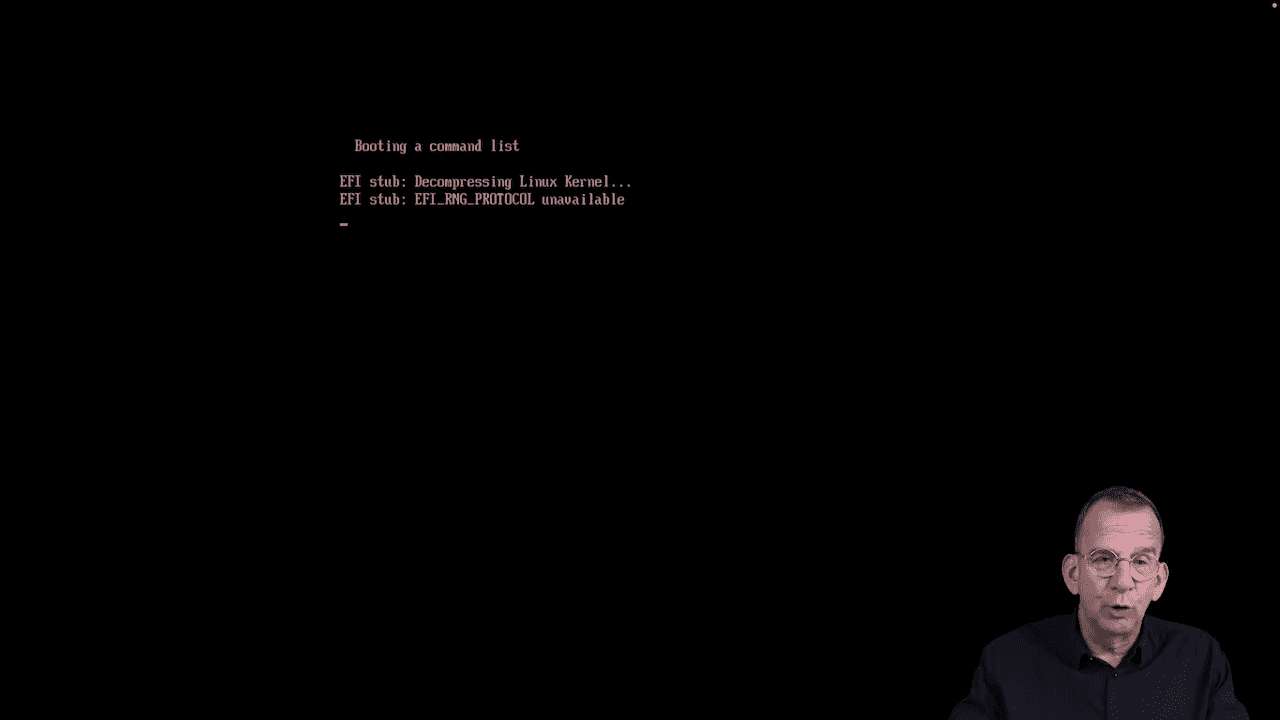 Booting a command list
EFI stub: Decompressing Linux Kernel...
EFI stub: EFI_RNG_PROTOCOL unavailable